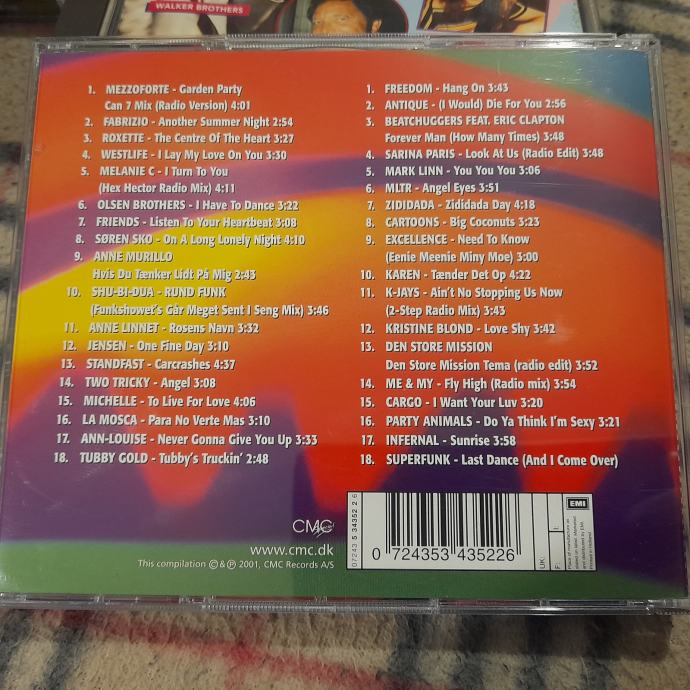 WALKER BROTHERS
1. MEZZOFORTE - Garden Party
Can 7 Mix (Radio Version) 4:01
2. FABRIZIO - Another Summer Night 2:54
3. ROXETTE - The Centre Of The Heart 3:27
4. WESTLIFE - I Lay My Love On You 3:30
5. MELANIE C - I Turn To You
(Hex Hector Radio Mix) 4:11
6. OLSEN BROTHERS - I Have To Dance 3:22
7. FRIENDS - Listen To Your Heartbeat 3:08
8. SØREN SKO - On A Long Lonely Night 4:10
9. ANNE MURILLO
Hvis Du Tænker Lidt På Mig 2:43
10. SHU-BI-DUA - RUND FUNK
(Funkshowet's Går Meget Sent I Seng Mix) 3:46
11. ANNE LINNET - Rosens Navn 3:32
12. JENSEN - One Fine Day 3:10
13. STANDFAST - Carcrashes 4:37
14. TWO TRICKY - Angel 3:08
15. MICHELLE - To Live For Love 4:06
16. LA MOSCA - Para No Verte Mas 3:10
17. ANN-LOUISE - Never Gonna Give You Up 3:33
18. TUBBY GOLD - Tubby's Truckin' 2:48
1. FREEDOM - Hang On 3:43
2. ANTIQUE - (I Would) Die For You 2:56
3. BEATCHUGGERS FEAT. ERIC CLAPTON
Forever Man (How Many Times) 3:48
4. SARINA PARIS - Look At Us (Radio Edit) 3:48
5. MARK LINN - You You You 3:06
6. MLTR - Angel Eyes 3:51
7. ZIDIDADA - Zididada Day 4:18
8. CARTOONS - Big Coconuts 3:23
9. EXCELLENCE - Need To Know
(Eenie Meenie Miny Moe) 3:00
10. KAREN - Tænder Det Op 4:22
11. K-JAYS - Ain't No Stopping Us Now
(2-Step Radio Mix) 3:43
12. KRISTINE BLOND - Love Shy 3:42
13. DEN STORE MISSION
Den Store Mission Tema (radio edit) 3:52
14. ME & MY - Fly High (Radio mix) 3:54
15. CARGO - I Want Your Luv 3:20
16. PARTY ANIMALS - Do Ya Think I'm Sexy 3:21
17. INFERNAL - Sunrise 3:58
18. SUPERFUNK - Last Dance (And I Come Over)
CMC
www.cmc.dk
This compilation ©&℗ 2001, CMC Records A/S
07243 5 34352 2 6
0 724353 435226
UK:
F:
EMI